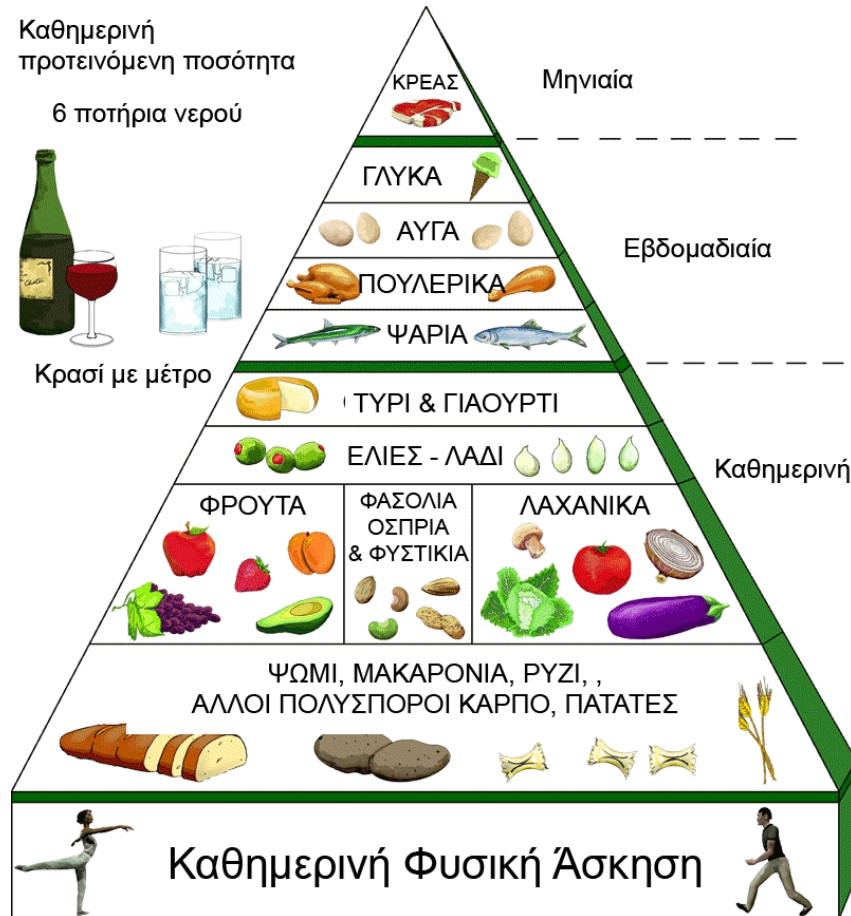 Καθημερινή
προτεινόμενη ποσότητα
6 ποτήρια νερού
Κρασί με μέτρο
ΚΡΕΑΣ
Μηνιαία
ΓΛΥΚΑ
ΑΥΓΑ
ΠΟΥΛΕΡΙΚΑ
ΨΑΡΙΑ
Εβδομαδιαία
ΤΥΡΙ & ΓΙΑΟΥΡΤΙ
ΕΛΙΕΣ - ΛΑΔΙ
Καθημερινή
ΦΡΟΥΤΑ
ΦΑΣΟΛΙΑ
ΟΣΠΡΙΑ
& ΦΥΣΤΙΚΙΑ
ΛΑΧΑΝΙΚΑ
ΨΩΜΙ, ΜΑΚΑΡΟΝΙΑ, ΡΥΖΙ, ,
ΑΛΛΟΙ ΠΟΛΥΣΠΟΡΟΙ ΚΑΡΠΟ, ΠΑΤΑΤΕΣ
Καθημερινή Φυσική Άσκηση